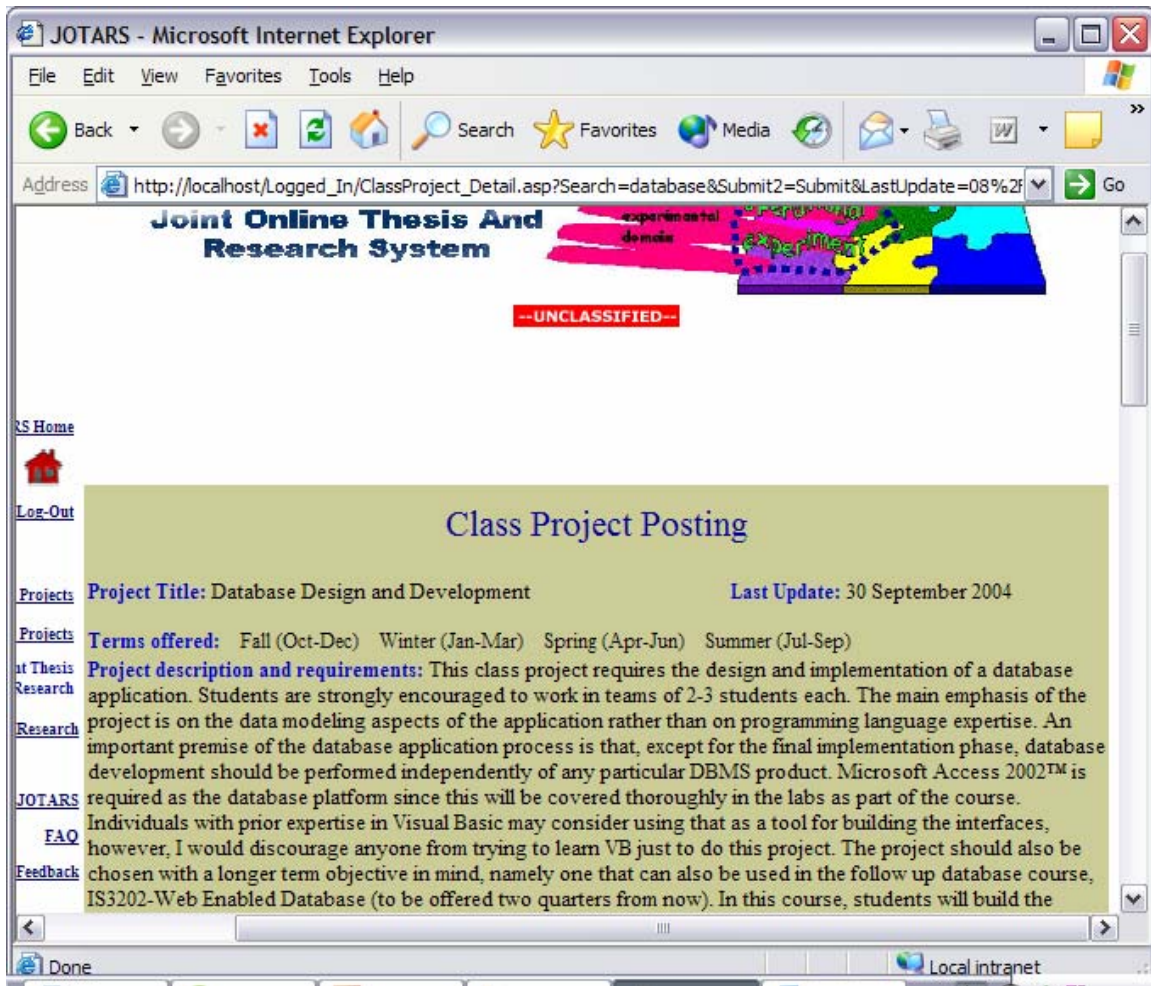 JOTARS - Microsoft Internet Explorer
File Edit View Favorites Tools Help
Back Search Favorites Media
Address http://localhost/Logged_In/ClassProject_Detail.asp?Search=database&Submit2=Submit&LastUpdate=08%2F Go
Joint Online Thesis And
Research System
experimental
domain
experiment
--UNCLASSIFIED--
RS Home
Log-Out
Class Project Posting
Projects
Project Title: Database Design and Development Last Update: 30 September 2004
Projects
Terms offered: Fall (Oct-Dec) Winter (Jan-Mar) Spring (Apr-Jun) Summer (Jul-Sep)
nt Thesis
Research
Research
JOTARS
FAQ
Feedback
Project description and requirements: This class project requires the design and implementation of a database
application. Students are strongly encouraged to work in teams of 2-3 students each. The main emphasis of the
project is on the data modeling aspects of the application rather than on programming language expertise. An
important premise of the database application process is that, except for the final implementation phase, database
development should be performed independently of any particular DBMS product. Microsoft Access 2002™ is
required as the database platform since this will be covered thoroughly in the labs as part of the course.
Individuals with prior expertise in Visual Basic may consider using that as a tool for building the interfaces,
however, I would discourage anyone from trying to learn VB just to do this project. The project should also be
chosen with a longer term objective in mind, namely one that can also be used in the follow up database course,
IS3202-Web Enabled Database (to be offered two quarters from now). In this course, students will build the
Done Local intranet